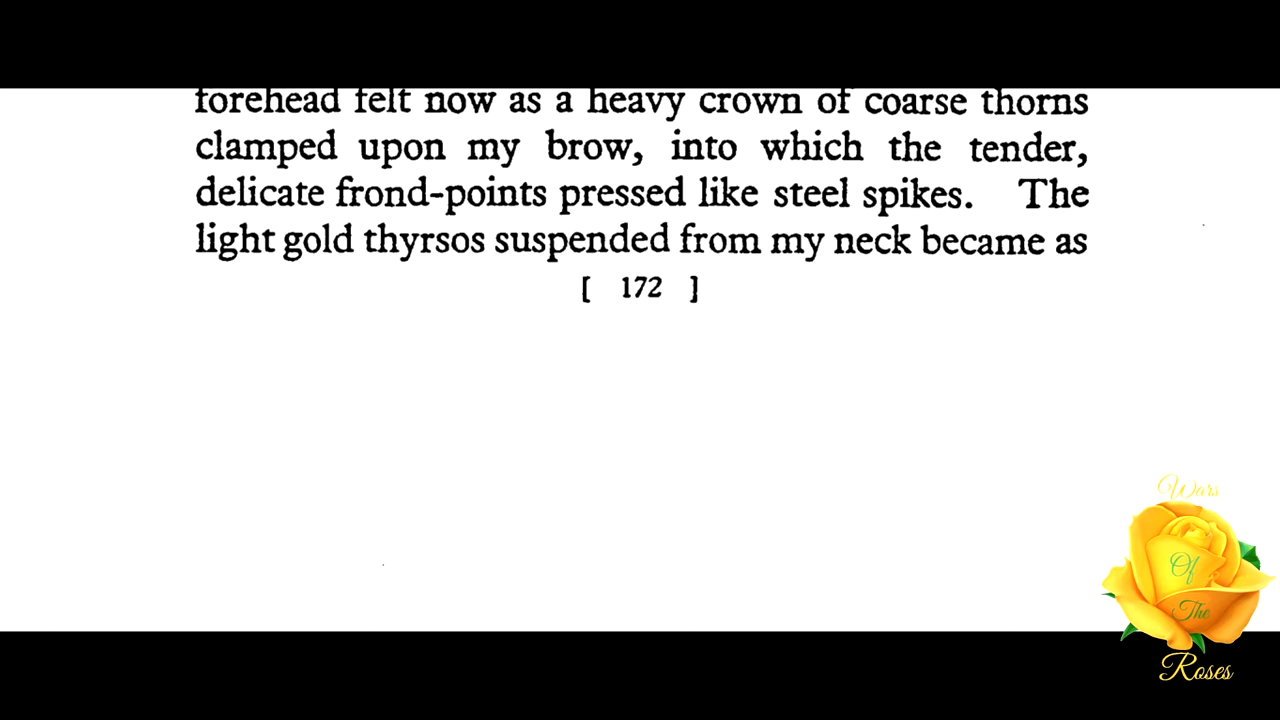 forehead felt now as a heavy crown of coarse thorns
clamped upon my brow, into which the tender,
delicate frond-points pressed like steel spikes. The
light gold thyrsos suspended from my neck became as
[ 172 ]
Wars
Of
The
Roses